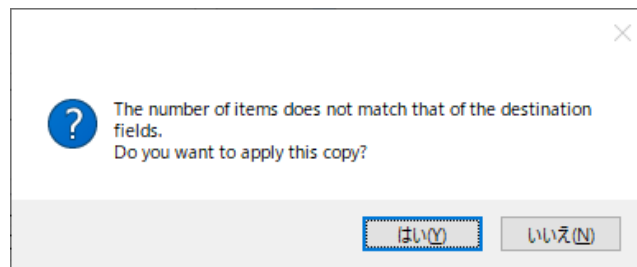 The number of items does not match that of the destination
fields.
Do you want to apply this copy?
はい(Y)
いいえ(N)